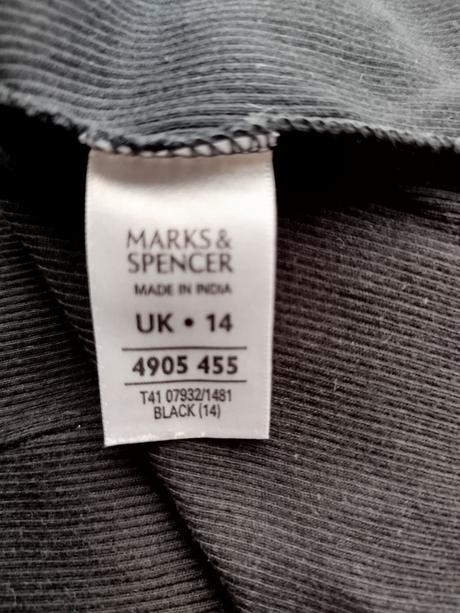 MARKS &
SPENCER
MADE IN INDIA
UK • 14
4905 455
T41 07932/1481
BLACK (14)